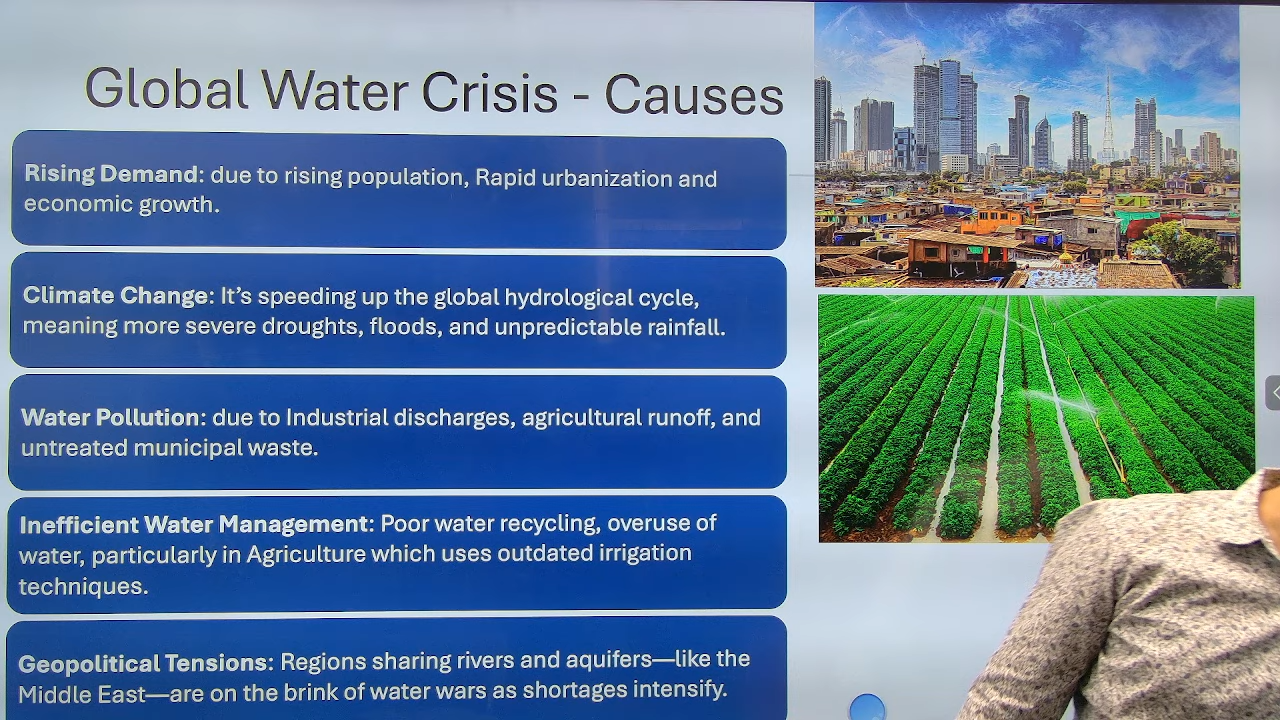 Global Water Crisis - Causes
Rising Demand: due to rising population, Rapid urbanization and
economic growth.
Climate Change: It’s speeding up the global hydrological cycle,
meaning more severe droughts, floods, and unpredictable rainfall.
Water Pollution: due to Industrial discharges, agricultural runoff, and
untreated municipal waste.
Inefficient Water Management: Poor water recycling, overuse of
water, particularly in Agriculture which uses outdated irrigation
techniques.
Geopolitical Tensions: Regions sharing rivers and aquifers—like the
Middle East—are on the brink of water wars as shortages intensify.